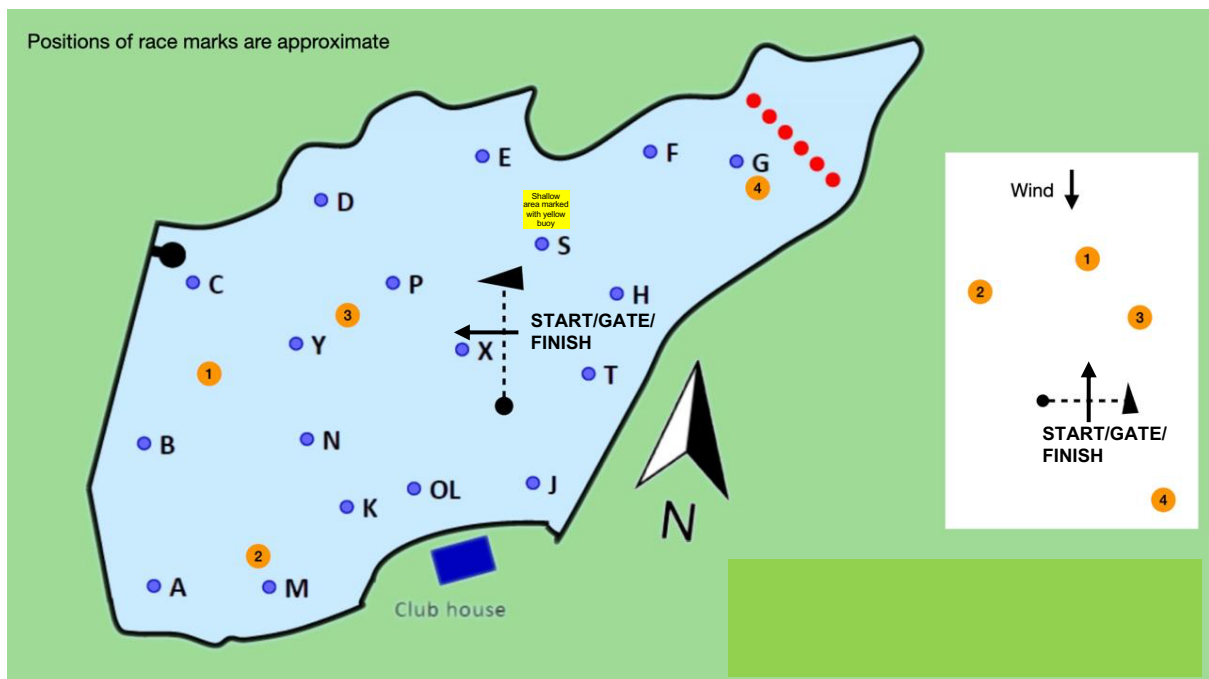 Positions of race marks are approximate
E
F
G
4
D
Shallow
area marked
with yellow
buoy
S
C
P
H
3
START/GATE/
FINISH
Y
X
1
T
B
N
OL
J
K
2
A
M
Club house
N
Wind
1
2
3
START/GATE/
FINISH
4